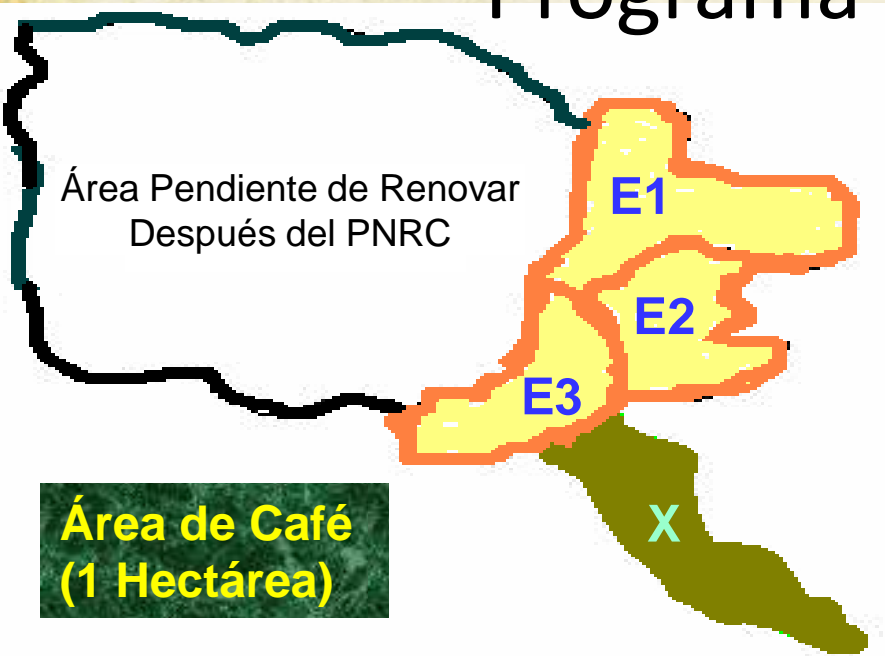 Programa
Área Pendiente de Renovar
Después del PNRC
E1
E2
E3
X
Área de Café
(1 Hectárea)